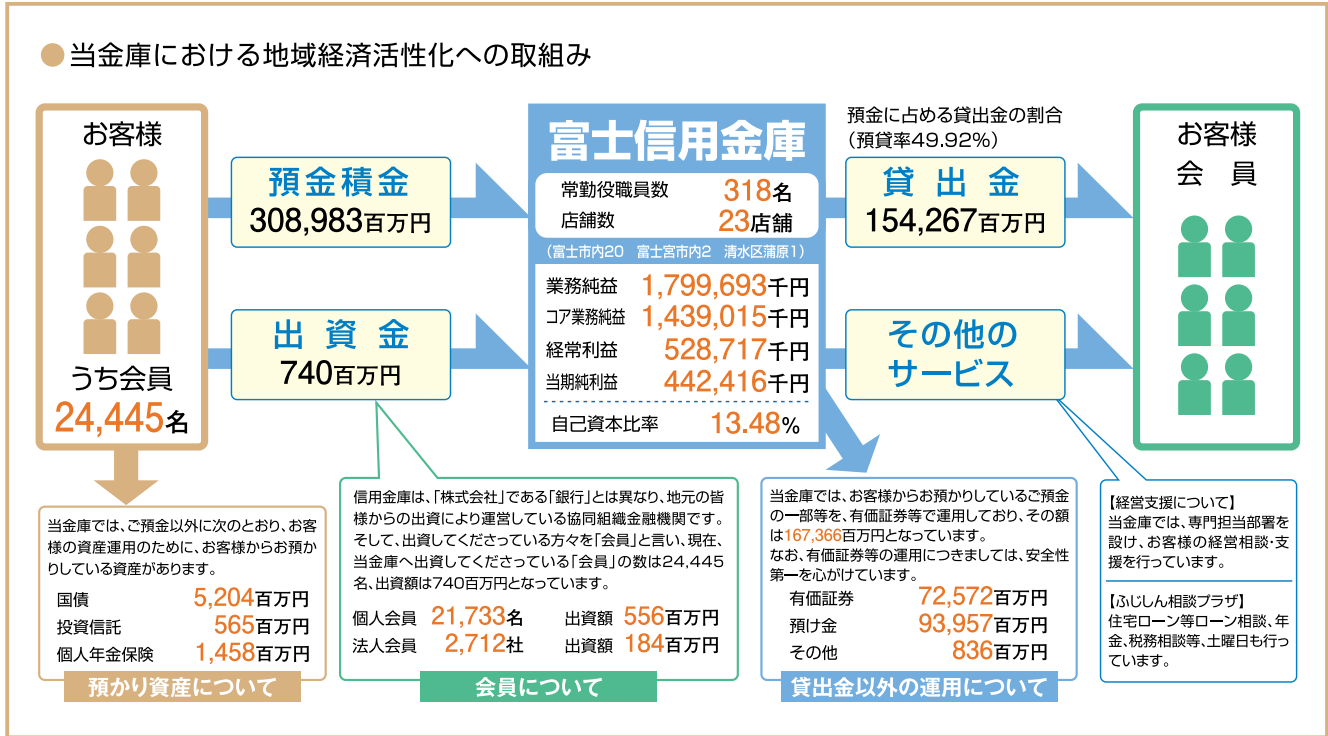 ●当金庫における地域経済活性化への取組み
お客様
うち会員
24,445名
預金積金
308,983百万円
出資金
740百万円
富士信用金庫
常勤役職員数 318名
店舗数 23店舗
(富士市内20 富士宮市内2 清水区蒲原1)
業務純益 1,799,693千円
コア業務純益 1,439,015千円
経常利益 528,717千円
当期純利益 442,416千円
自己資本比率 13.48%
預金に占める貸出金の割合
(預貸率49.92%)
貸出金
154,267百万円
その他の
サービス
お客様
会員
当金庫では、ご預金以外に次のとおり、お客
様の資産運用のために、お客様からお預か
りしている資産があります。
国債 5,204百万円
投資信託 565百万円
個人年金保険 1,458百万円
預かり資産について
信用金庫は、「株式会社」である「銀行」とは異なり、地元の皆
様からの出資により運営している協同組織金融機関です。
そして、出資してくださっている方々を「会員」と言い、現在、
当金庫へ出資してくださっている「会員」の数は24,445
名、出資額は740百万円となっています。
個人会員 21,733名 出資額 556百万円
法人会員 2,712社 出資額 184百万円
会員について
当金庫では、お客様からお預かりしているご預金
の一部等を、有価証券等で運用しており、その額
は167,366百万円となっています。
なお、有価証券等の運用につきましては、安全性
第一を心がけています。
有価証券 72,572百万円
預け金 93,957百万円
その他 836百万円
貸出金以外の運用について
【経営支援について】
当金庫では、専門担当部署を
設け、お客様の経営相談・支
援を行っています。
【ふじしん相談プラザ】
住宅ローン等ローン相談、年
金、税務相談等、土曜日も行っ
ています。